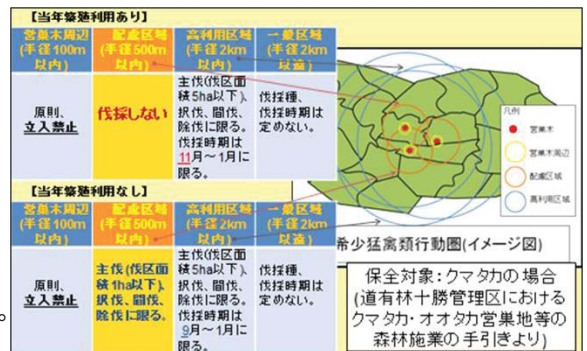 【当年築塒利用あり】
営巣木周辺
(半径100m
以内)
配慮区域
(半径500m
以内)
高利用区域
(半径2km
以内)
一般区域
(半径2km
以遠)
原則、
立入禁止
伐採しない
主伐(伐区面
積5ha以下)、
択伐、間伐、
除伐に限る。
伐採時期は
11月～1月に
限る。
伐採種、
伐採時期は
定めない。
【当年築塒利用なし】
営巣木周辺
(半径100m
以内)
配慮区域
(半径500m
以内)
高利用区域
(半径2km
以内)
一般区域
(半径2km
以遠)
原則、
立入禁止
主伐(伐区面
積1ha以下)、
択伐、間伐、
除伐に限る。
主伐(伐区面
積5ha以下)、
択伐、間伐、
除伐に限る。
伐採時期は
9月～1月に
限る。
伐採種、
伐採時期は
定めない。
凡例
営巣木
営巣木周辺
配慮区域
高利用区域
希少猛禽類行動圏(イメージ図)
保全対象：クマタカの場合
(道有林十勝管理区における
クマタカ・オオタカ営巣地等の
森林施業の手引きより)
。